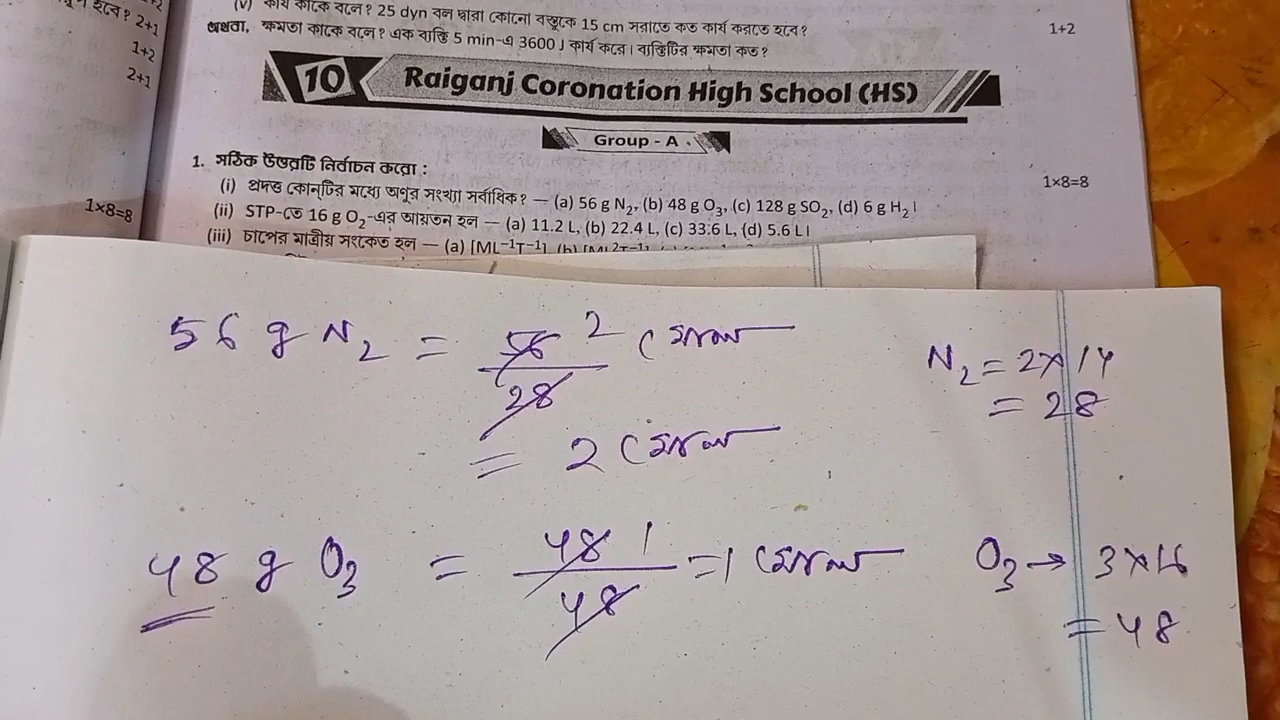 হবে? 2+1
1+2
2+1
1×8=8
(v) কার্য কাকে বলে? 25 dyn বল দ্বারা কোনো বস্তুকে 15 cm সরাতে কত কার্য করতে হবে?
অথবা, ক্ষমতা কাকে বলে? এক ব্যক্তি 5 min-এ 3600 J কার্য করে। ব্যক্তিটির ক্ষমতা কত? 1+2
10 Raiganj Coronation High School (HS)
Group - A
1. সঠিক উত্তরটি নির্বাচন করো : 1×8=8
(i) প্রদত্ত কোন্‌টির মধ্যে অণুর সংখ্যা সর্বাধিক? — (a) 56 g N₂, (b) 48 g O₃, (c) 128 g SO₂, (d) 6 g H₂।
(ii) STP-তে 16 g O₂-এর আয়তন হল — (a) 11.2 L, (b) 22.4 L, (c) 33.6 L, (d) 5.6 L।
(iii) চাপের মাত্রীয় সংকেত হল — (a) [ML⁻¹T⁻¹], (b)
56 g N₂ = 56 2 মোল N₂ = 2×14
28 = 28
= 2 মোল
48 g O₃ = 48 1 = 1 মোল O₃ → 3×16
48 = 48